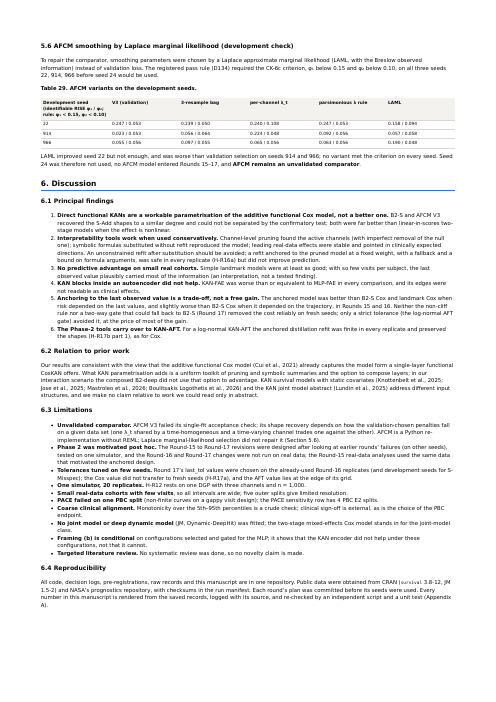 5.6 AFCM smoothing by Laplace marginal likelihood (development check)
To repair the comparator, smoothing parameters were chosen by a Laplace approximate marginal likelihood (LAML, with the Breslow observed
information) instead of validation loss. The registered pass rule (JD134) required the CK-6c criterion, φ₁ below 0.15 and φ₂ below 0.10, on all three seeds
22, 914, 966 before seed 24 would be used.
Table 29. AFCM variants on the development seeds.
Development seed V3 (validation) 3-resample bag per-channel λ_t parsimonious λ rule LAML
(identifiable RISE φ₁ / φ₂;
rule: φ₁ < 0.15, φ₂ < 0.10)
22 0.247 / 0.053 0.239 / 0.050 0.240 / 0.108 0.247 / 0.053 0.158 / 0.094
914 0.023 / 0.053 0.056 / 0.064 0.224 / 0.048 0.092 / 0.056 0.057 / 0.058
966 0.055 / 0.056 0.097 / 0.055 0.065 / 0.056 0.063 / 0.056 0.190 / 0.048
LAML improved seed 22 but not enough, and was worse than validation selection on seeds 914 and 966; no variant met the criterion on every seed. Seed
24 was therefore not used, no AFCM model entered Rounds 15–17, and AFCM remains an unvalidated comparator.
6. Discussion
6.1 Principal findings
1. Direct functional KANs are a workable parametrisation of the additive functional Cox model, not a better one. B2-S and AFCM V3
recovered the S-Add shapes to a similar degree and could not be separated by the confirmatory test; both were far better than linear-in-scores two-
stage models when the effects were non-linear.
2. Interpretability tools work when used conservatively. Channel-level pruning found the active channels (with imperfect removal of the null
one); symbolic formulas substituted without refit reproduced the model; leading real-data effects were stable and pointed in clinically expected
directions. An unconstrained refit after substitution should be avoided; a refit anchored to the pruned model at a fixed weight, with a fallback and a
bound on formula arguments, was safe in every replicate (H-R16a) but did not improve prediction.
3. No predictive advantage on small real cohorts. Simple landmark models were at least as good; with so few visits per subject, the last
observed value plausibly carried most of the information (an interpretation, not a tested finding).
4. KAN blocks inside an autoencoder did not help. KAN-FAE was worse than or equivalent to MLP-FAE in every comparison, and its edges were
not readable as clinical effects.
5. Anchoring to the last observed value is a trade-off, not a free gain. The anchored model was better than B2-S Cox and landmark Cox when
risk depended on the last values, and slightly worse than B2-S Cox when it depended on the trajectory, in Rounds 15 and 16. Neither the non-cliff
rule nor a two-way gate that could fall back to B2-S (Round 17) removed the cost reliably on fresh seeds; only a strict tolerance (the log-normal AFT
gate) avoided it, at the price of most of the gain.
6. The Phase-2 tools carry over to KAN-AFT. For a log-normal KAN-AFT the anchored distillation refit was finite in every replicate and preserved
the shapes (H-R17b part 1), as for Cox.
6.2 Relation to prior work
Our results are consistent with the view that the additive functional Cox model (Cui et al., 2021) already captures the form a single-layer functional
CoxKAN offers. What KAN parametrisation adds is a uniform toolkit of pruning and symbolic summaries and the option to compose layers; in our
interaction scenario the composed B2-deep did not use that option to advantage. KAN survival models with static covariates (Knottenbelt et al., 2025;
Jose et al., 2025; Mastroleo et al., 2026; Boulitsakis Logothetis et al., 2026) and the KAN joint model abstract (Lundin et al., 2025) address different input
structures, and we make no claim relative to work we could read only in abstract.
6.3 Limitations
• Unvalidated comparator. AFCM V3 failed its single-fit acceptance check; its shape recovery depends on how the validation-chosen penalties fall
on a given data set (one λ_t shared by a time-homogeneous and a time-varying channel trades one against the other). AFCM is a Python re-
implementation without REML; Laplace marginal-likelihood selection did not repair it (Section 5.6).
• Phase 2 was motivated post hoc. The Round-15 to Round-17 revisions were designed after looking at earlier rounds' failures (on other seeds),
tested on one simulator, and the Round-16 and Round-17 changes were not run on real data; the Round-15 real-data analyses used the same data
that motivated the anchored design.
• Tolerances tuned on few seeds. Round 17's last_tol values were chosen on the already-used Round-16 replicates (and development seeds for S-
Misspec); the Cox value did not transfer to fresh seeds (H-R17a), and the AFT value lies at the edge of its grid.
• One simulator, 20 replicates. H-R12 rests on one DGP with three channels and n = 1,000.
• Small real-data cohorts with few visits, so all intervals are wide; five outer splits give limited resolution.
• PACE failed on one PBC split (non-finite curves on a gappy visit design); the PACE sensitivity row has 4 PBC E2 splits.
• Coarse clinical alignment. Monotonicity over the 5th–95th percentiles is a crude check; clinical sign-off is external, as is the choice of the PBC
endpoint.
• No joint model or deep dynamic model (JM, Dynamic-DeepHit) was fitted; the two-stage mixed-effects Cox model stands in for the joint-model
class.
• Framing (b) is conditional on configurations selected and gated for the MLP; it shows that the KAN encoder did not help under these
configurations, not that it cannot.
• Targeted literature review. No systematic review was done, so no novelty claim is made.
6.4 Reproducibility
All code, decision logs, pre-registrations, raw records and this manuscript are in one repository. Public data were obtained from CRAN (survival 3.8-12, JM
1.5-2) and NASA's prognostics repository, with checksums in the run manifest. Each round's plan was committed before its seeds were used. Every
number in this manuscript is rendered from the saved records, logged with its source, and re-checked by an independent script and a unit test (Appendix
A).